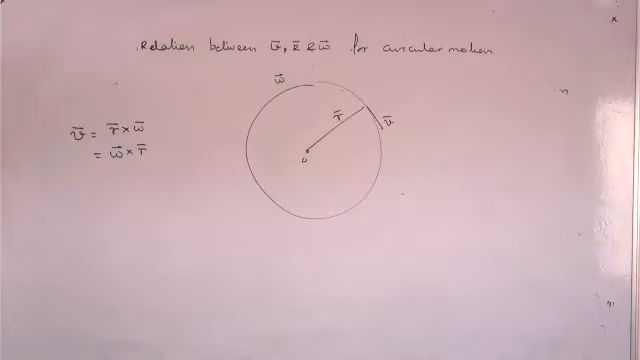 Relation between v̄, r̄ & ω̄ for circular motion
ω̄
r̄
v̄
v̄ = r̄ × ω̄
= ω̄ × r̄
o